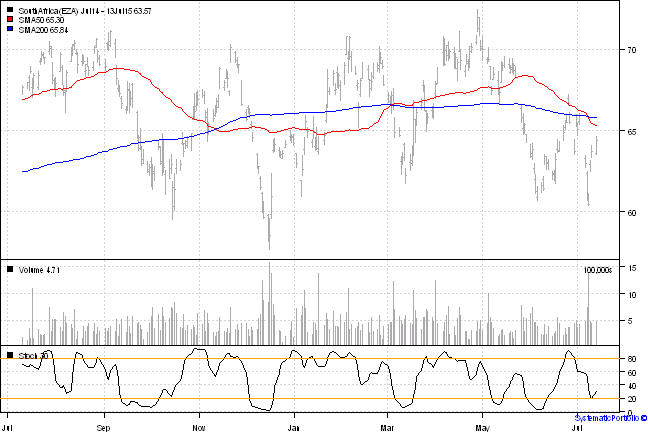 SouthAfrica(EZA) Jul14 - 13Jul15 63.57
SMA50 65.30
SMA200 65.84
70
65
60
Volume 4.71
100,000s
15
10
5
Stoch 30
80
60
40
20
0
Jul Sep Nov Jan Mar May Jul
SystematicPortfolio ©